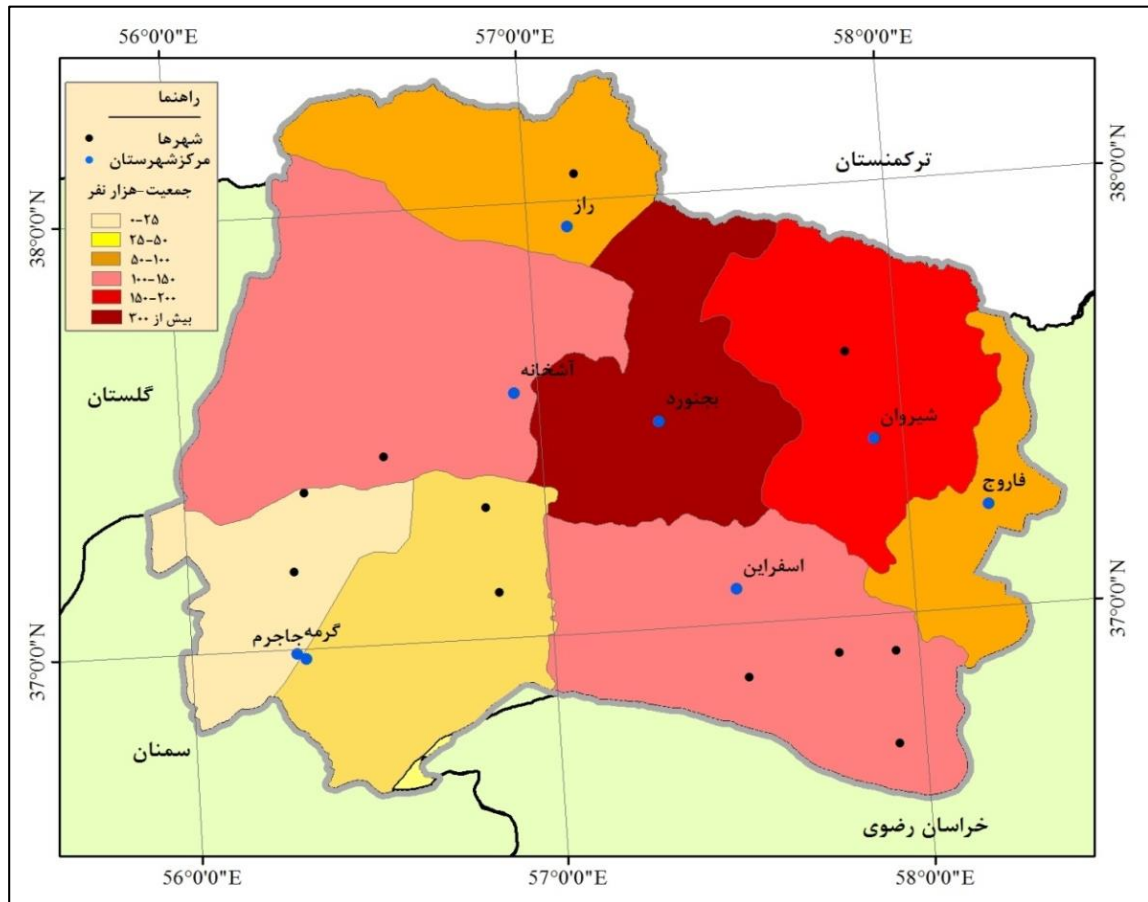 56°0'0"E 57°0'0"E 58°0'0"E
راهنما
شهرها
مرکزشهرستان
جمعیت-هزار نفر
۰-۲۵
۲۵-۵۰
۵۰-۱۰۰
۱۰۰-۱۵۰
۱۵۰-۲۰۰
بیش از ۳۰۰
ترکمنستان
38°0'0"N
38°0'0"N
راز
گلستان
آشخانه
بجنورد
شیروان
فاروج
اسفراین
گرمه
جاجرم
37°0'0"N
37°0'0"N
سمنان
خراسان رضوی
56°0'0"E 57°0'0"E 58°0'0"E